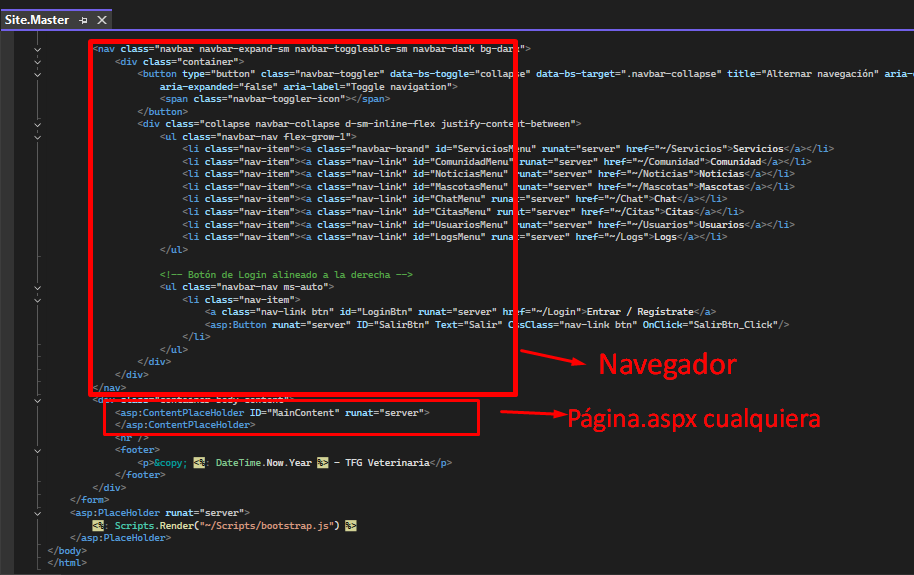 Site.Master
<nav class="navbar navbar-expand-sm navbar-toggleable-sm navbar-dark bg-dark">
<div class="container">
<button type="button" class="navbar-toggler" data-bs-toggle="collapse" data-bs-target=".navbar-collapse" title="Alternar navegación" aria-c
aria-expanded="false" aria-label="Toggle navigation">
<span class="navbar-toggler-icon"></span>
</button>
<div class="collapse navbar-collapse d-sm-inline-flex justify-content-between">
<ul class="navbar-nav flex-grow-1">
<li class="nav-item"><a class="navbar-brand" id="ServiciosMenu" runat="server" href="~/Servicios">Servicios</a></li>
<li class="nav-item"><a class="nav-link" id="ComunidadMenu" runat="server" href="~/Comunidad">Comunidad</a></li>
<li class="nav-item"><a class="nav-link" id="NoticiasMenu" runat="server" href="~/Noticias">Noticias</a></li>
<li class="nav-item"><a class="nav-link" id="MascotasMenu" runat="server" href="~/Mascotas">Mascotas</a></li>
<li class="nav-item"><a class="nav-link" id="ChatMenu" runat="server" href="~/Chat">Chat</a></li>
<li class="nav-item"><a class="nav-link" id="CitasMenu" runat="server" href="~/Citas">Citas</a></li>
<li class="nav-item"><a class="nav-link" id="UsuariosMenu" runat="server" href="~/Usuarios">Usuarios</a></li>
<li class="nav-item"><a class="nav-link" id="LogsMenu" runat="server" href="~/Logs">Logs</a></li>
</ul>
<!-- Botón de Login alineado a la derecha -->
<ul class="navbar-nav ms-auto">
<li class="nav-item">
<a class="nav-link btn" id="LoginBtn" runat="server" href="~/Login">Entrar / Regístrate</a>
<asp:Button runat="server" ID="SalirBtn" Text="Salir" CssClass="nav-link btn" OnClick="SalirBtn_Click"/>
</li>
</ul>
</div>
</div>
</nav>
Navegador
<div class="container body-content">
<asp:ContentPlaceHolder ID="MainContent" runat="server">
</asp:ContentPlaceHolder>
Página.aspx cualquiera
<hr />
<footer>
<p>&copy; <%: DateTime.Now.Year %> - TFG Veterinaria</p>
</footer>
</div>
</form>
<asp:PlaceHolder runat="server">
<%: Scripts.Render("~/Scripts/bootstrap.js") %>
</asp:PlaceHolder>
</body>
</html>